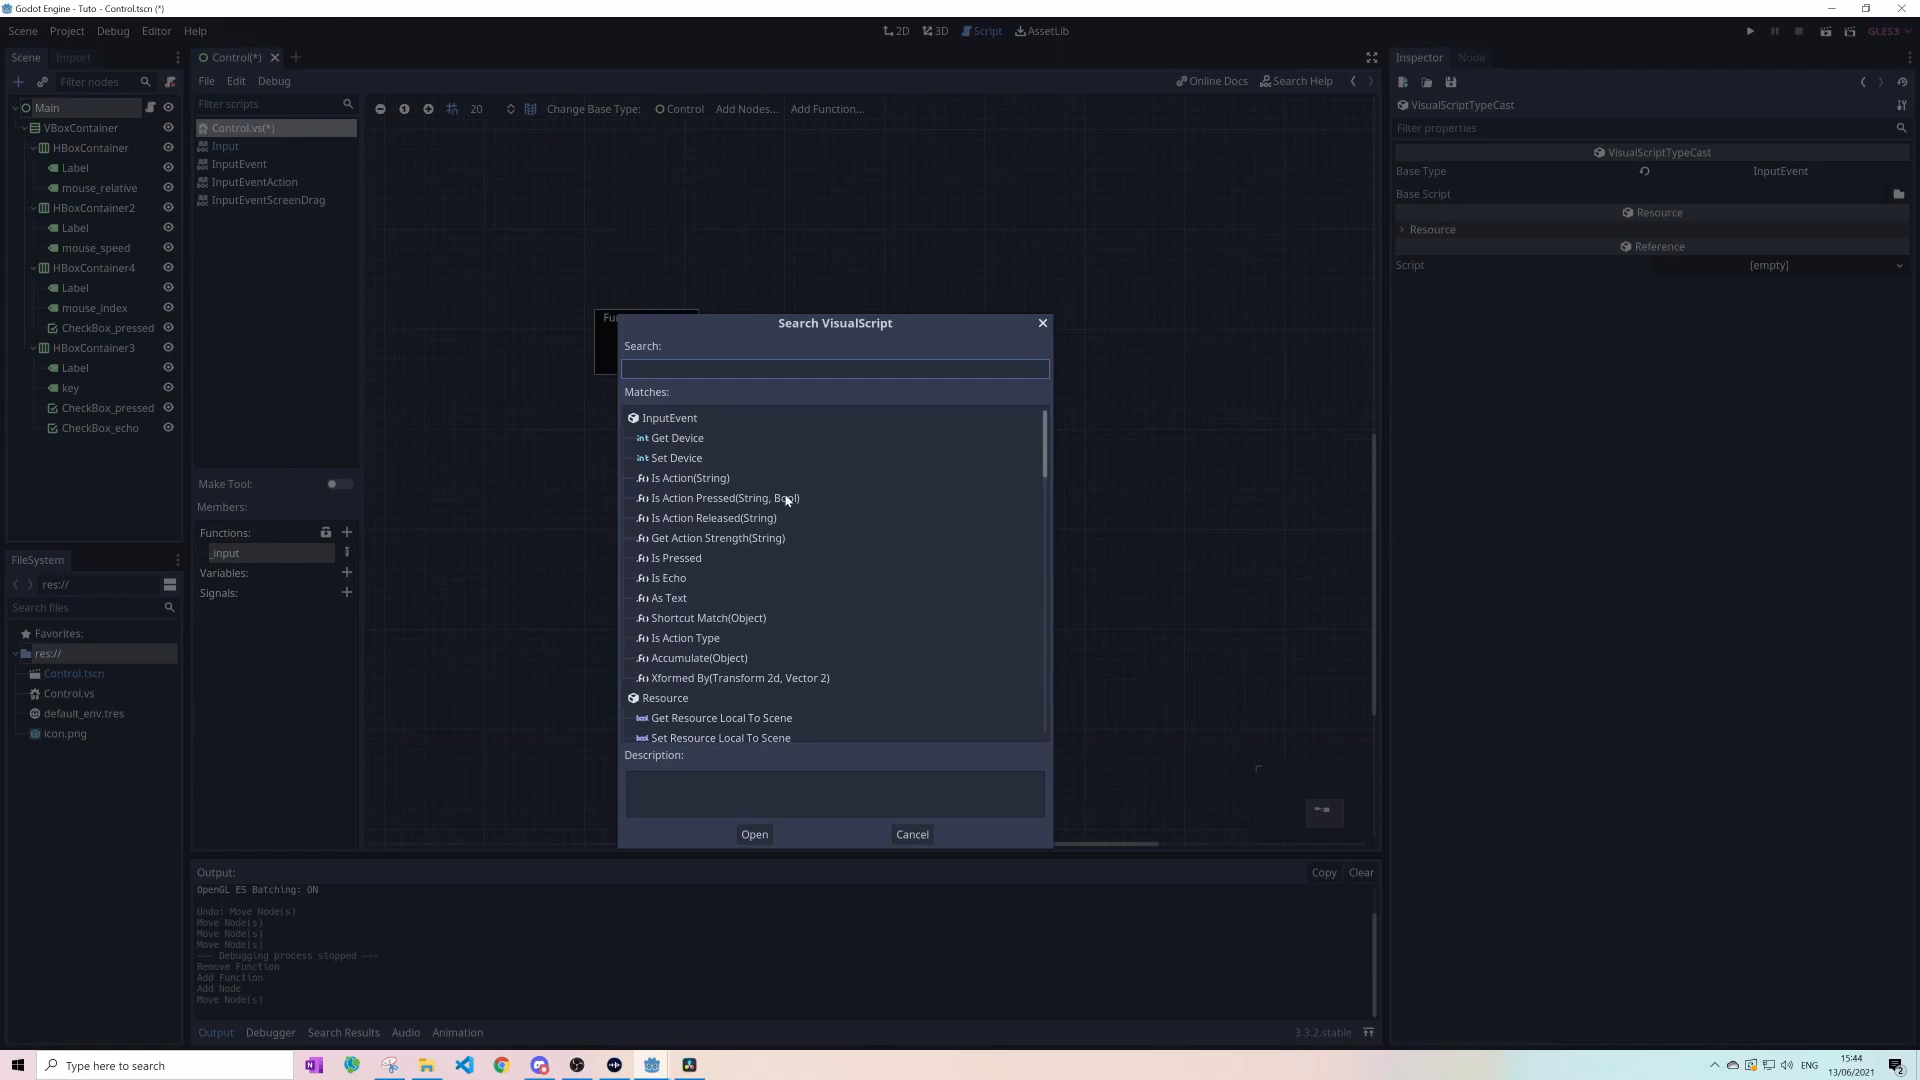 Godot Engine - Tuto - Control.tscn (*)
Scene Project Debug Editor Help
2D 3D Script AssetLib
GLES3
Scene Import
Filter nodes
Main
VBoxContainer
HBoxContainer
Label
mouse_relative
HBoxContainer2
Label
mouse_speed
HBoxContainer4
Label
mouse_index
CheckBox_pressed
HBoxContainer3
Label
key
CheckBox_pressed
CheckBox_echo
FileSystem
res://
Search files
Favorites:
res://
Control.tscn
Control.vs
default_env.tres
icon.png
Control(*)
File Edit Debug
Online Docs Search Help
Filter scripts
Control.vs(*)
Input
InputEvent
InputEventAction
InputEventScreenDrag
Make Tool:
Members:
Functions:
_input
Variables:
Signals:
20 Change Base Type: Control Add Nodes... Add Function...
Search VisualScript
Search:
Matches:
InputEvent
Get Device
Set Device
Is Action(String)
Is Action Pressed(String, Bool)
Is Action Released(String)
Get Action Strength(String)
Is Pressed
Is Echo
As Text
Shortcut Match(Object)
Is Action Type
Accumulate(Object)
Xformed By(Transform 2d, Vector 2)
Resource
Get Resource Local To Scene
Set Resource Local To Scene
Description:
Open Cancel
Output: Copy Clear
OpenGL ES Batching: ON
Undo: Move Node(s)
Move Node(s)
Move Node(s)
Move Node(s)
--- Debugging process stopped ---
Remove Function
Add Function
Add Node
Move Node(s)
Output Debugger Search Results Audio Animation 3.3.2.stable
Inspector Node
VisualScriptTypeCast
Filter properties
VisualScriptTypeCast
Base Type InputEvent
Base Script
Resource
Resource
Reference
Script [empty]
Type here to search
ENG
15:44
13/06/2021
2